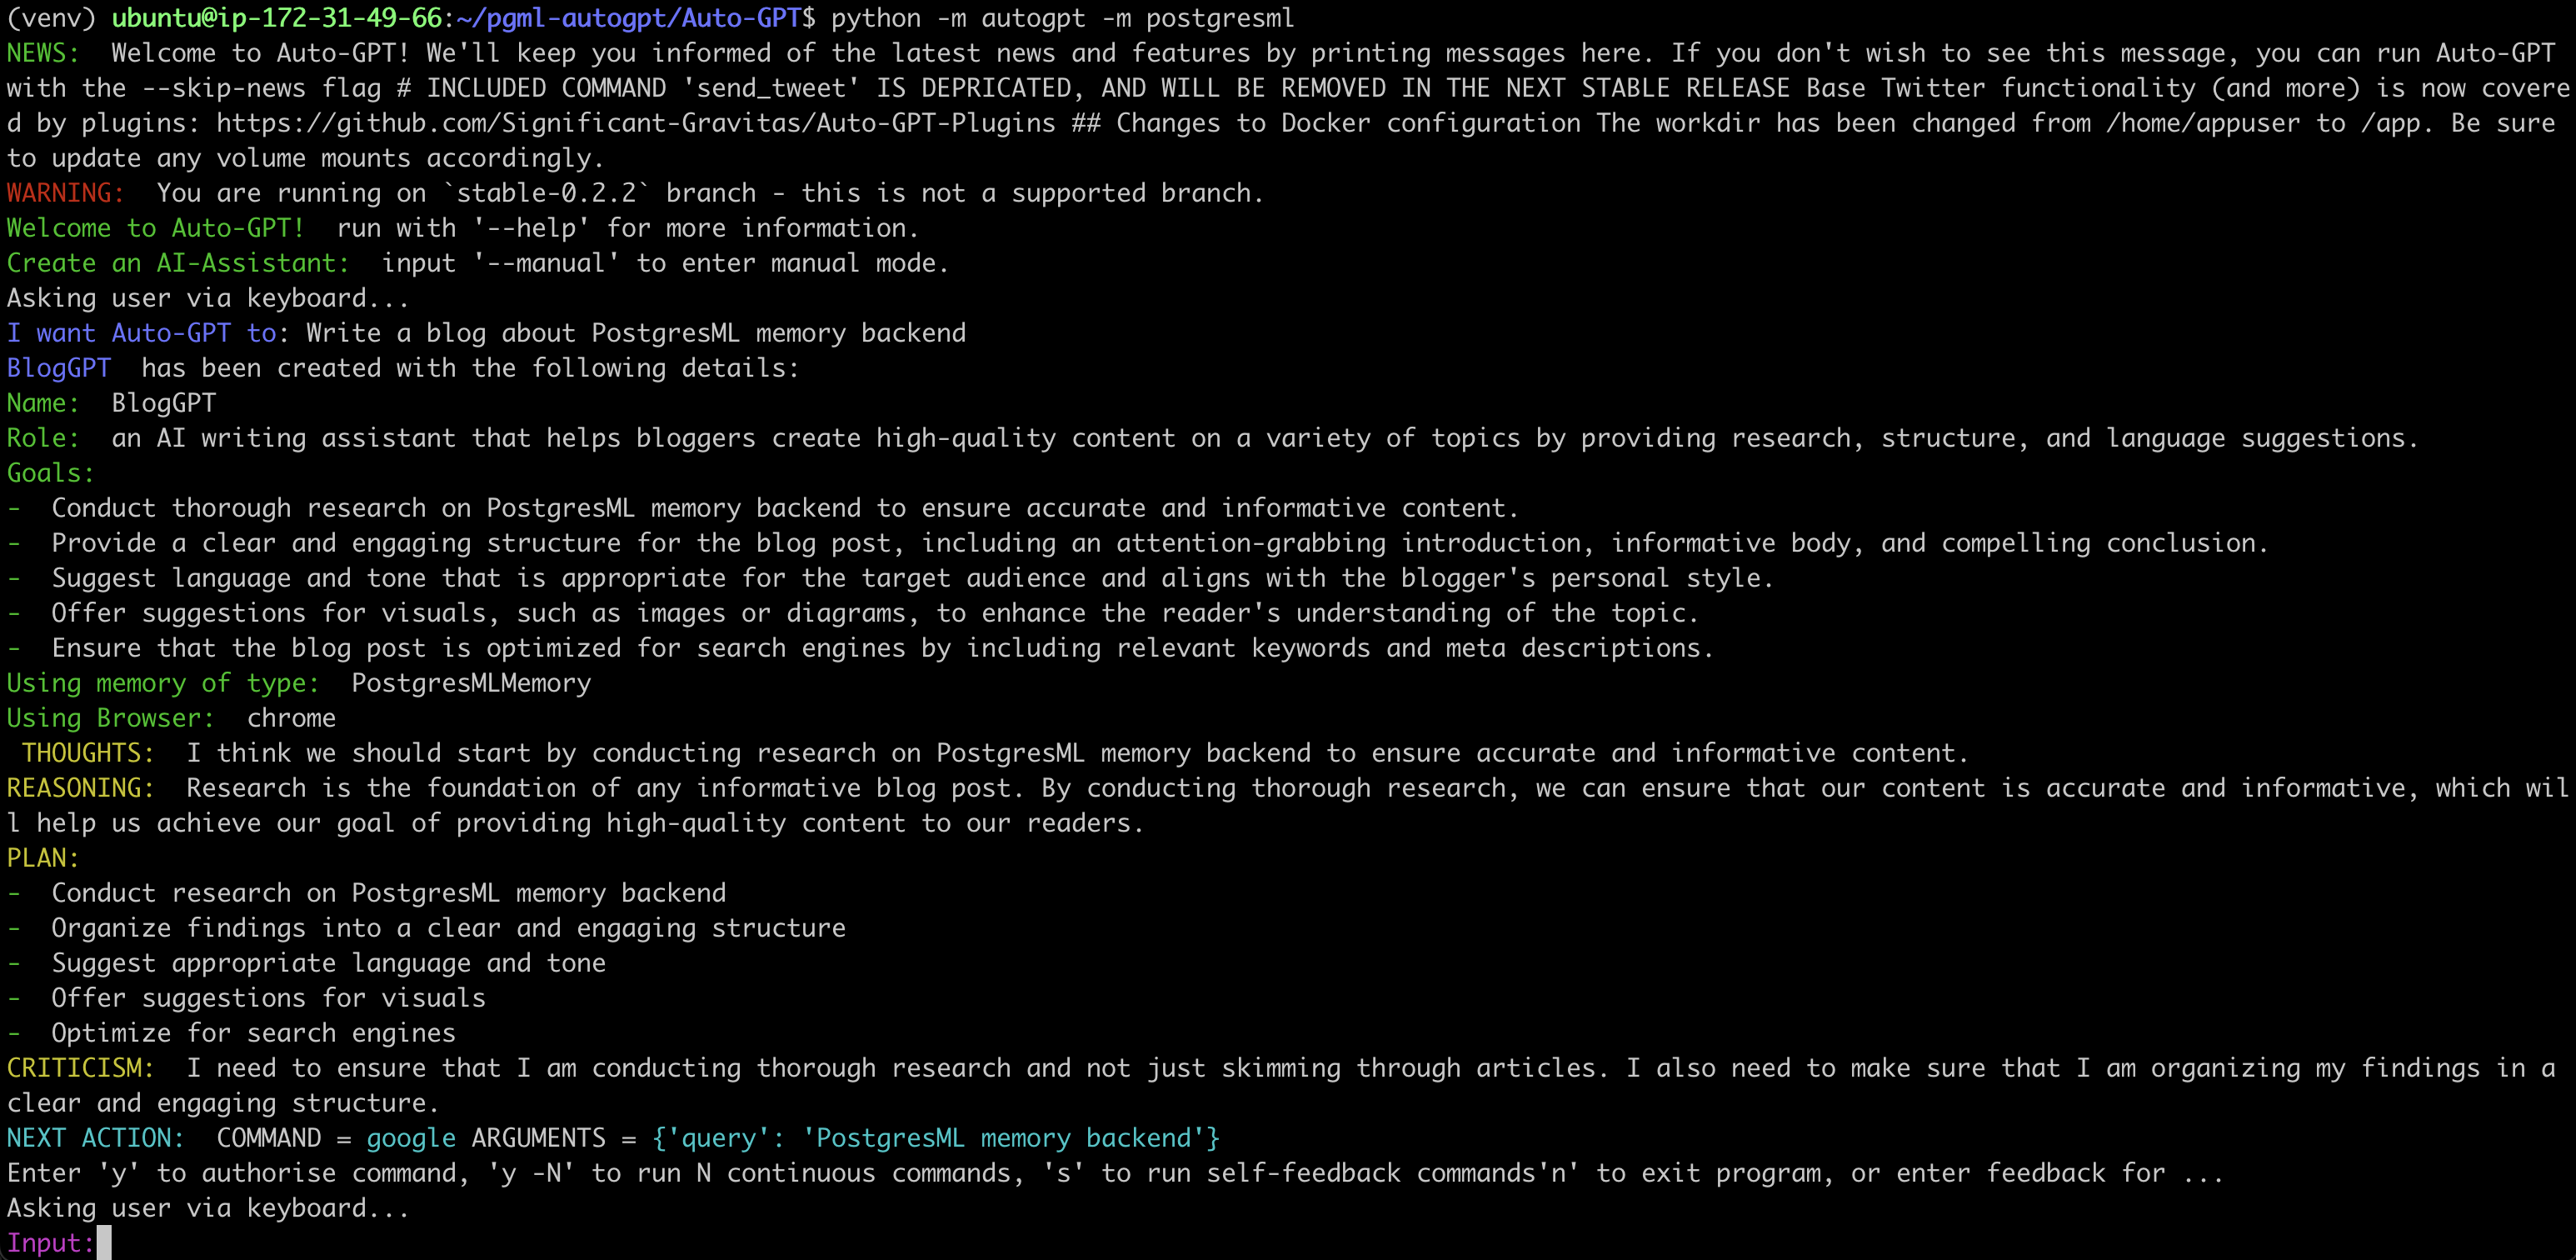 (venv) ubuntu@ip-172-31-49-66:~/pgml-autogpt/Auto-GPT$ python -m autogpt -m postgresml
NEWS:  Welcome to Auto-GPT! We'll keep you informed of the latest news and features by printing messages here. If you don't wish to see this message, you can run Auto-GPT
with the --skip-news flag # INCLUDED COMMAND 'send_tweet' IS DEPRICATED, AND WILL BE REMOVED IN THE NEXT STABLE RELEASE Base Twitter functionality (and more) is now covere
d by plugins: https://github.com/Significant-Gravitas/Auto-GPT-Plugins ## Changes to Docker configuration The workdir has been changed from /home/appuser to /app. Be sure
to update any volume mounts accordingly.
WARNING:  You are running on `stable-0.2.2` branch - this is not a supported branch.
Welcome to Auto-GPT!  run with '--help' for more information.
Create an AI-Assistant:  input '--manual' to enter manual mode.
Asking user via keyboard...
I want Auto-GPT to: Write a blog about PostgresML memory backend
BlogGPT  has been created with the following details:
Name:  BlogGPT
Role:  an AI writing assistant that helps bloggers create high-quality content on a variety of topics by providing research, structure, and language suggestions.
Goals:
-  Conduct thorough research on PostgresML memory backend to ensure accurate and informative content.
-  Provide a clear and engaging structure for the blog post, including an attention-grabbing introduction, informative body, and compelling conclusion.
-  Suggest language and tone that is appropriate for the target audience and aligns with the blogger's personal style.
-  Offer suggestions for visuals, such as images or diagrams, to enhance the reader's understanding of the topic.
-  Ensure that the blog post is optimized for search engines by including relevant keywords and meta descriptions.
Using memory of type:  PostgresMLMemory
Using Browser:  chrome
 THOUGHTS:  I think we should start by conducting research on PostgresML memory backend to ensure accurate and informative content.
REASONING:  Research is the foundation of any informative blog post. By conducting thorough research, we can ensure that our content is accurate and informative, which wil
l help us achieve our goal of providing high-quality content to our readers.
PLAN:
-  Conduct research on PostgresML memory backend
-  Organize findings into a clear and engaging structure
-  Suggest appropriate language and tone
-  Offer suggestions for visuals
-  Optimize for search engines
CRITICISM:  I need to ensure that I am conducting thorough research and not just skimming through articles. I also need to make sure that I am organizing my findings in a
clear and engaging structure.
NEXT ACTION:  COMMAND = google ARGUMENTS = {'query': 'PostgresML memory backend'}
Enter 'y' to authorise command, 'y -N' to run N continuous commands, 's' to run self-feedback commands'n' to exit program, or enter feedback for ...
Asking user via keyboard...
Input: